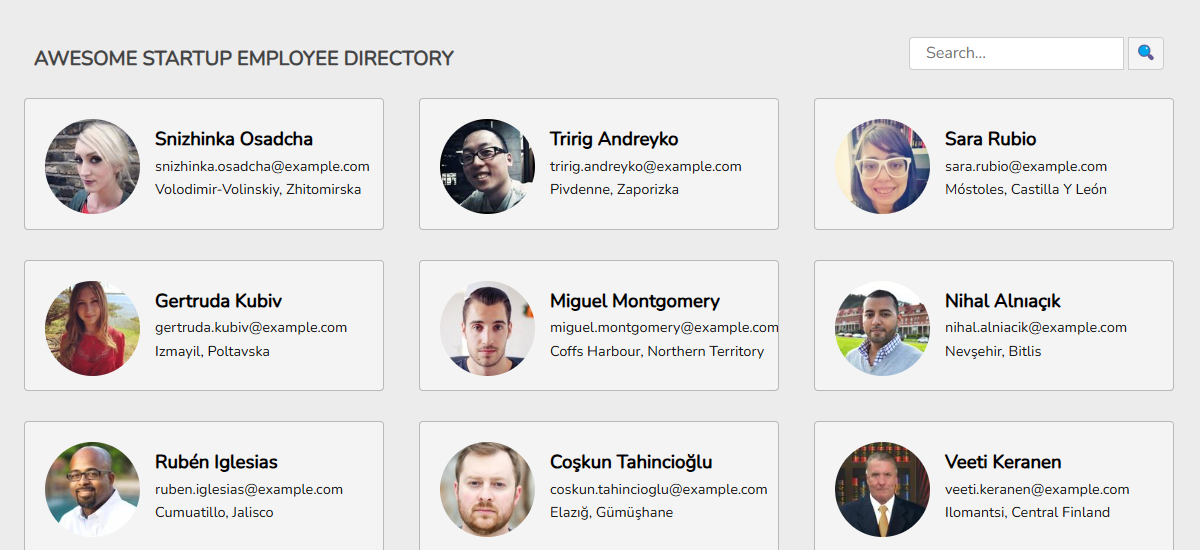 AWESOME STARTUP EMPLOYEE DIRECTORY
Search...
Snizhinka Osadcha
snizhinka.osadcha@example.com
Volodimir-Volinskiy, Zhitomirska
Tririg Andreyko
tririg.andreyko@example.com
Pivdenne, Zaporizka
Sara Rubio
sara.rubio@example.com
Móstoles, Castilla Y León
Gertruda Kubiv
gertruda.kubiv@example.com
Izmayil, Poltavska
Miguel Montgomery
miguel.montgomery@example.com
Coffs Harbour, Northern Territory
Nihal Alnıaçık
nihal.alniacik@example.com
Nevşehir, Bitlis
Rubén Iglesias
ruben.iglesias@example.com
Cumuatillo, Jalisco
Coşkun Tahincioğlu
coskun.tahincioglu@example.com
Elazığ, Gümüşhane
Veeti Keranen
veeti.keranen@example.com
Ilomantsi, Central Finland